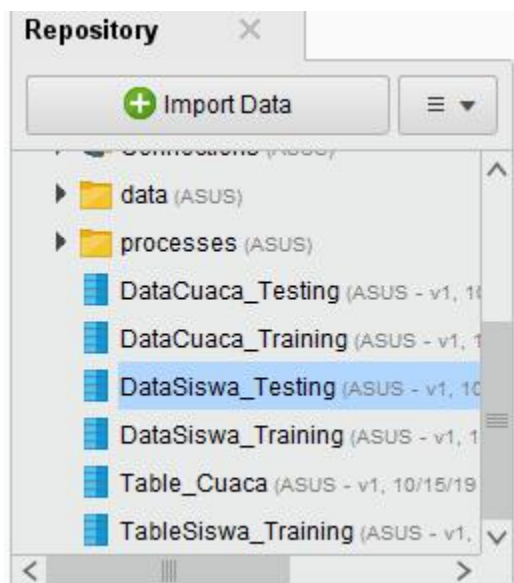 Repository
Import Data
data (ASUS)
processes (ASUS)
DataCuaca_Testing (ASUS - v1,
DataCuaca_Training (ASUS - v1,
DataSiswa_Testing (ASUS - v1, 10
DataSiswa_Training (ASUS - v1,
Table_Cuaca (ASUS - v1, 10/15/19
TableSiswa_Training (ASUS - v1,